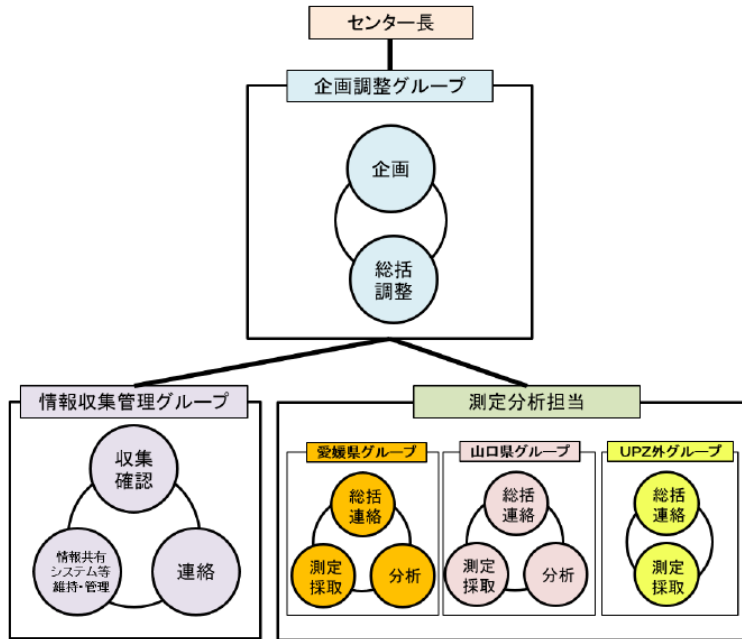 センター長
企画調整グループ
企画
総括
調整
情報収集管理グループ
収集
確認
情報共有
システム等
維持・管理
連絡
測定分析担当
愛媛県グループ
総括
連絡
測定
採取
分析
山口県グループ
総括
連絡
測定
採取
分析
UPZ外グループ
総括
連絡
測定
採取